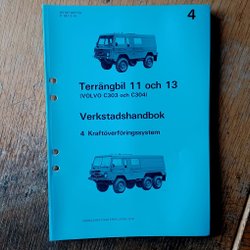 4
Terrängbil 11 och 13
(VOLVO C303 och C304)
Verkstadshandbok
4 Kraftöverföringssystem